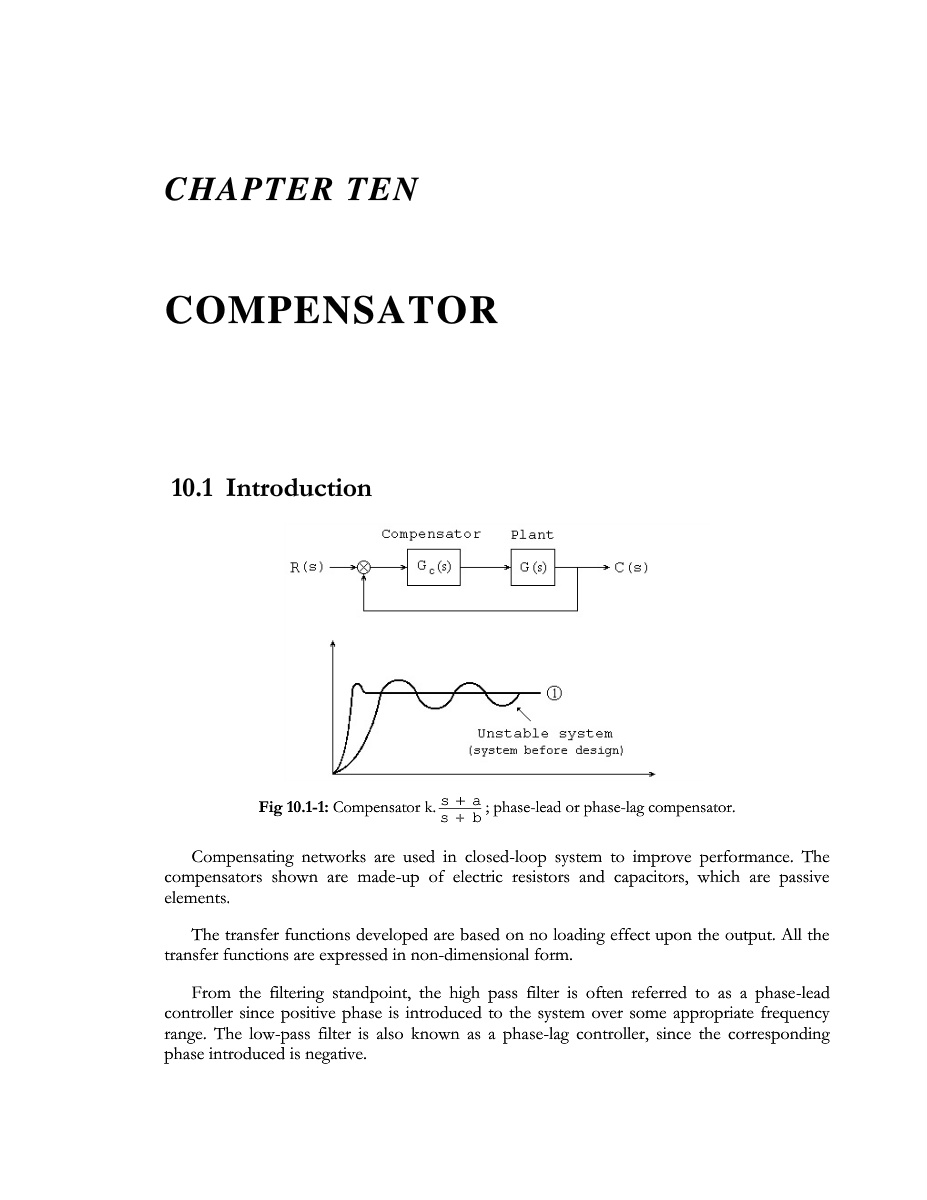 CHAPTER TEN
COMPENSATOR
10.1 Introduction
Compensator Plant
R(s) G_c(s) G(s) C(s)
①
Unstable system
(system before design)
Fig 10.1-1: Compensator k. s + a / s + b ; phase-lead or phase-lag compensator.
Compensating networks are used in closed-loop system to improve performance. The
compensators shown are made-up of electric resistors and capacitors, which are passive
elements.
The transfer functions developed are based on no loading effect upon the output. All the
transfer functions are expressed in non-dimensional form.
From the filtering standpoint, the high pass filter is often referred to as a phase-lead
controller since positive phase is introduced to the system over some appropriate frequency
range. The low-pass filter is also known as a phase-lag controller, since the corresponding
phase introduced is negative.